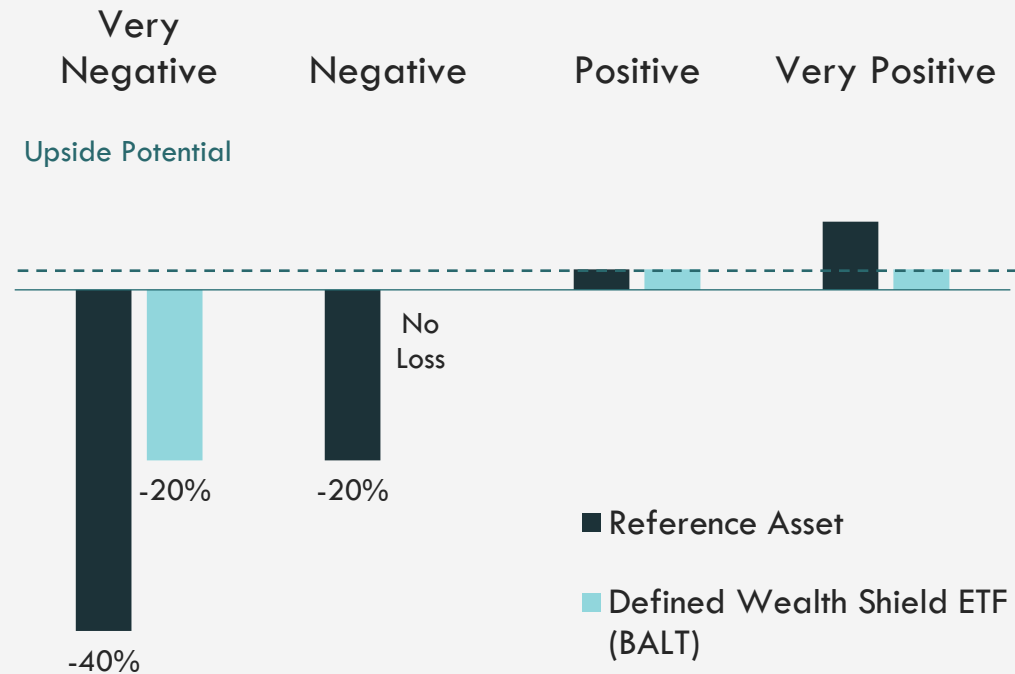 Very
Negative
Negative
Positive
Very Positive
Upside Potential
No
Loss
-20%
-20%
-40%
Reference Asset
Defined Wealth Shield ETF
(BALT)